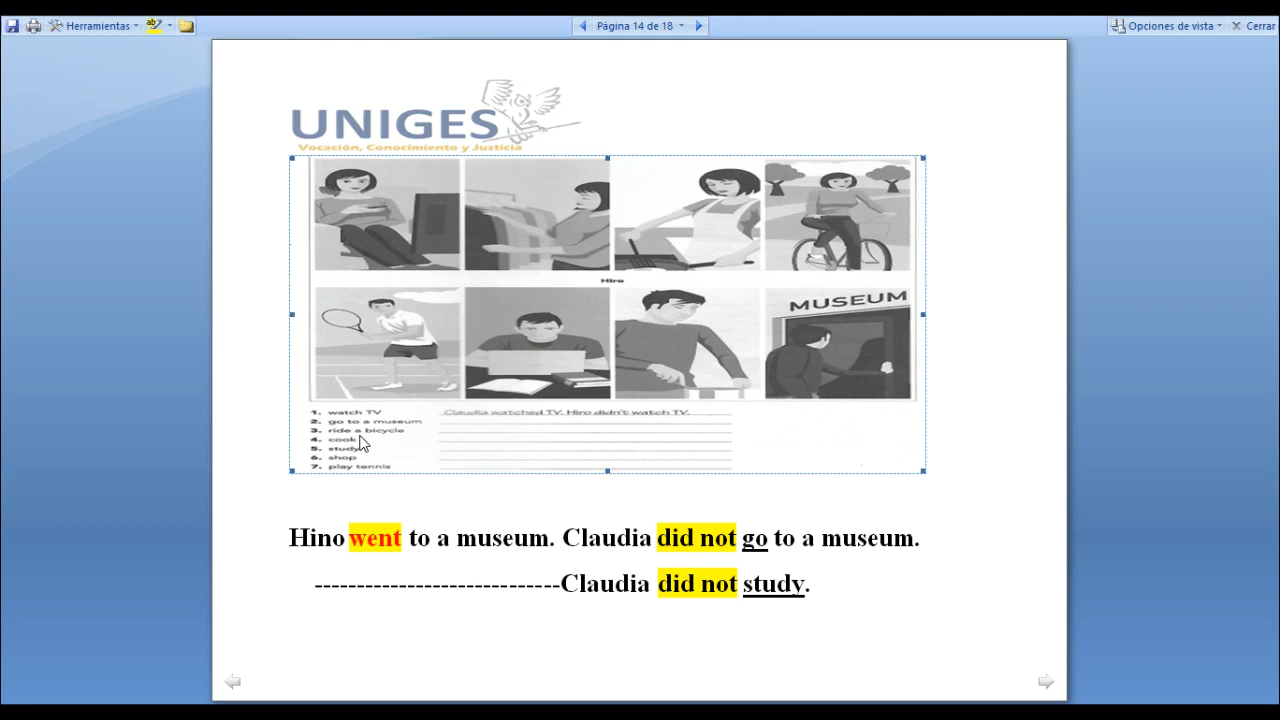 Herramientas
Página 14 de 18
Opciones de vista
Cerrar
UNIGES
Vocación, Conocimiento y Justicia
Hiro
MUSEUM
1. watch TV Claudia watched TV. Hiro didn't watch TV.
2. go to a museum
3. ride a bicycle
4. cook
5. study
6. shop
7. play tennis
Hino went to a museum. Claudia did not go to a museum.
-----------------------------Claudia did not study.